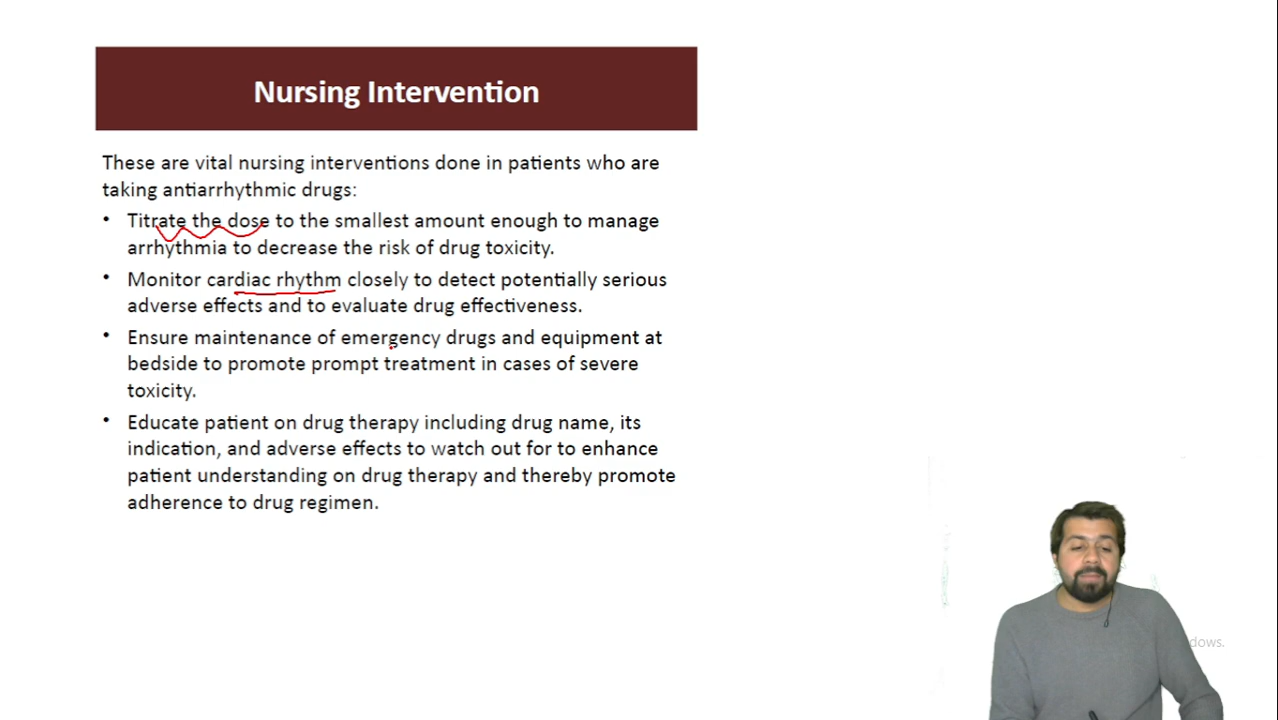 Nursing Intervention
These are vital nursing interventions done in patients who are
taking antiarrhythmic drugs:
• Titrate the dose to the smallest amount enough to manage
arrhythmia to decrease the risk of drug toxicity.
• Monitor cardiac rhythm closely to detect potentially serious
adverse effects and to evaluate drug effectiveness.
• Ensure maintenance of emergency drugs and equipment at
bedside to promote prompt treatment in cases of severe
toxicity.
• Educate patient on drug therapy including drug name, its
indication, and adverse effects to watch out for to enhance
patient understanding on drug therapy and thereby promote
adherence to drug regimen.
dows.